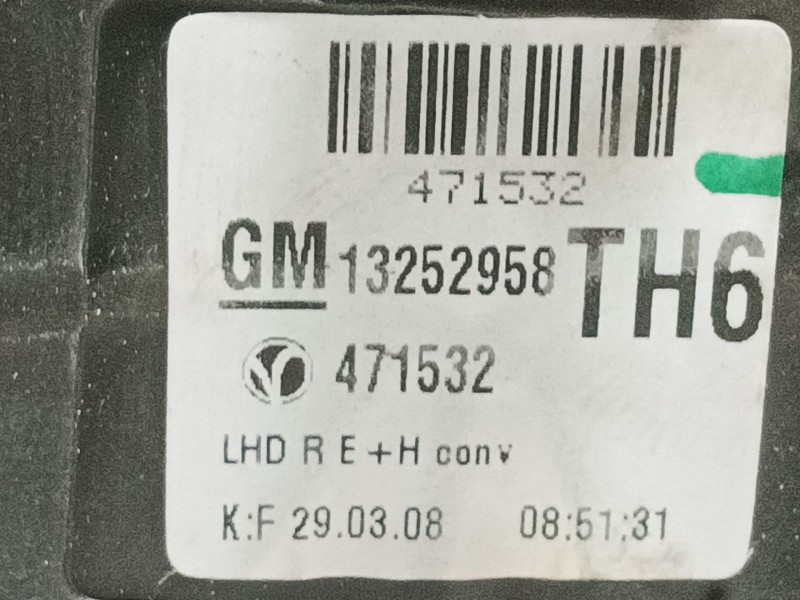 471532
GM 13252958 TH6
471532
LHD R E+H conv
K:F 29.03.08 08:51:31